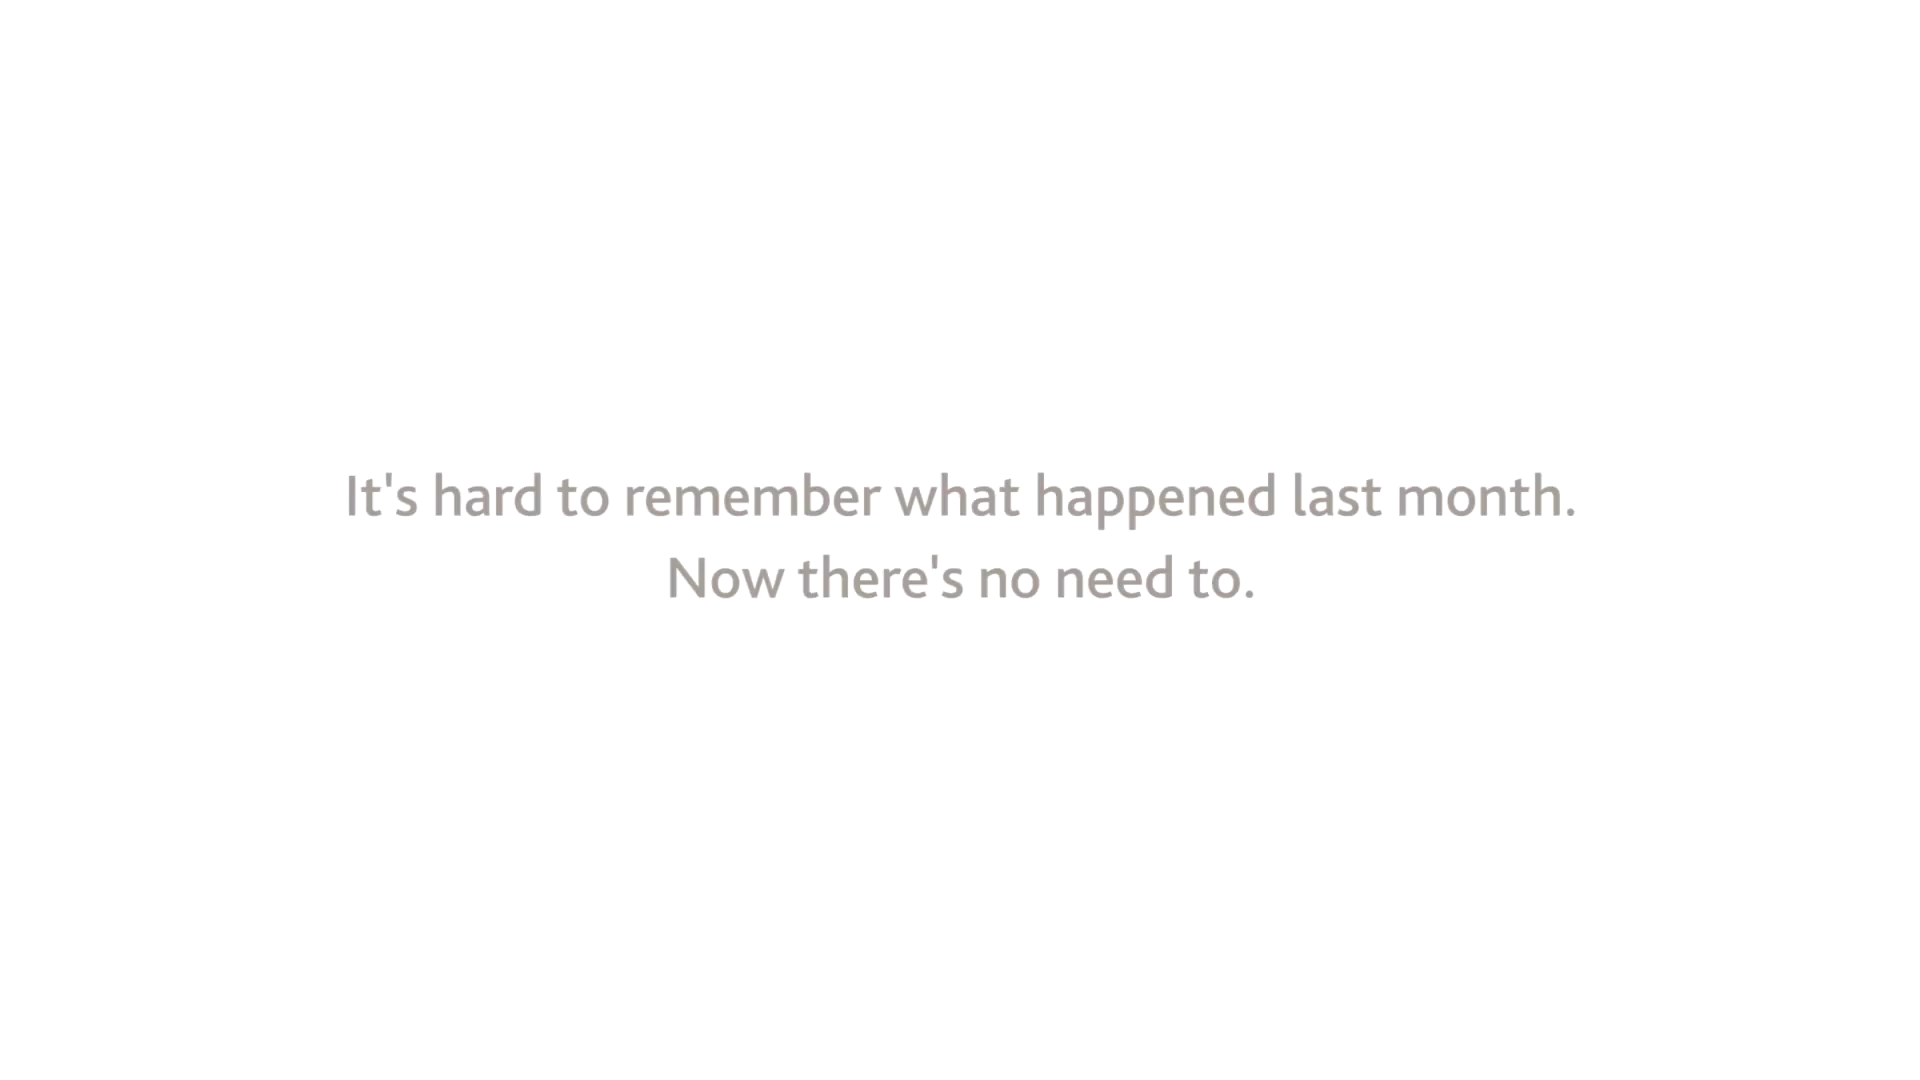 It's hard to remember what happened last month.
Now there's no need to.